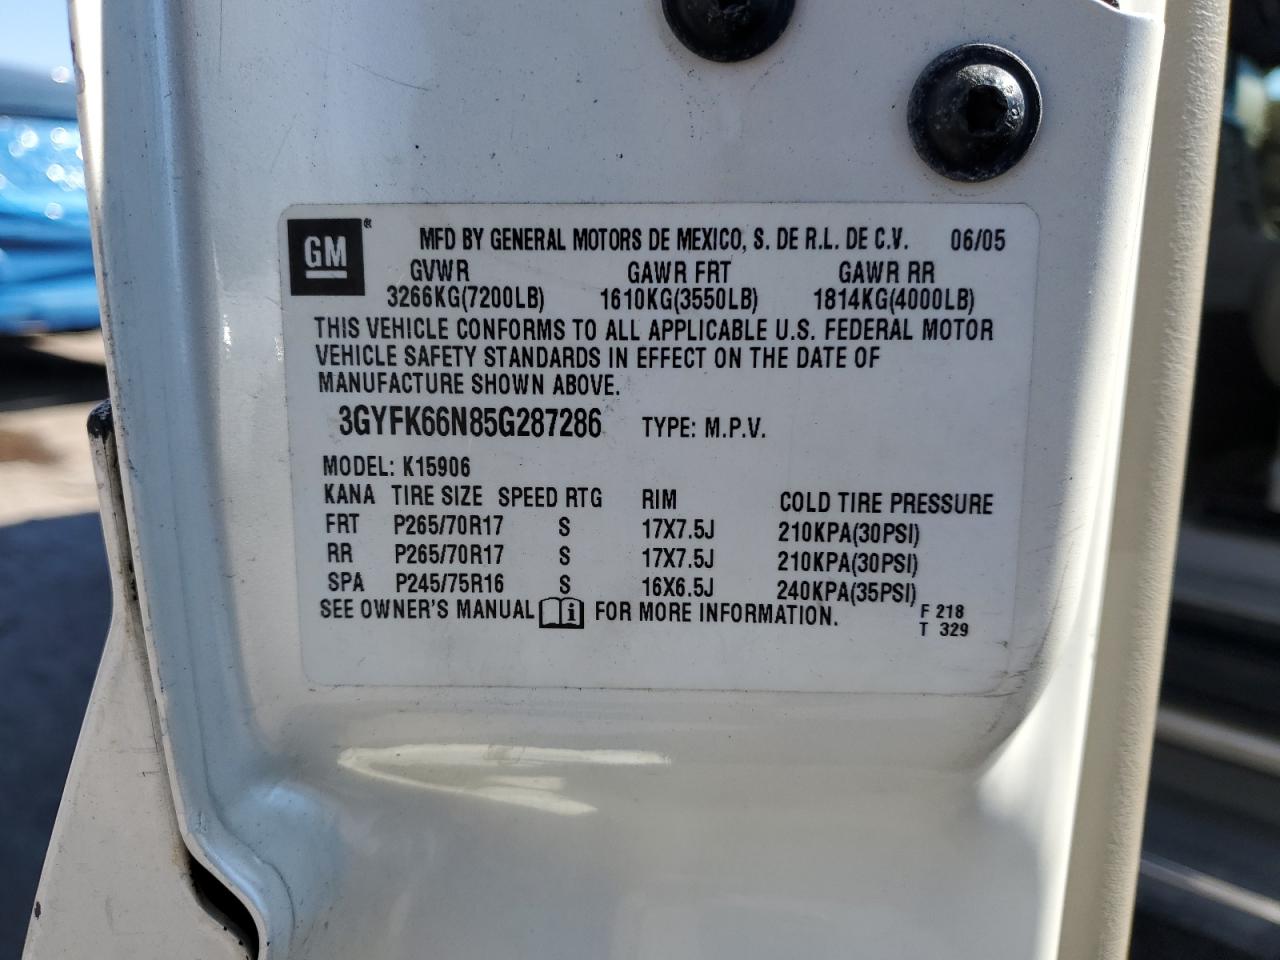 GM® MFD BY GENERAL MOTORS DE MEXICO, S. DE R.L. DE C.V. 06/05
GVWR GAWR FRT GAWR RR
3266KG(7200LB) 1610KG(3550LB) 1814KG(4000LB)
THIS VEHICLE CONFORMS TO ALL APPLICABLE U.S. FEDERAL MOTOR
VEHICLE SAFETY STANDARDS IN EFFECT ON THE DATE OF
MANUFACTURE SHOWN ABOVE.
3GYFK66N85G287286 TYPE: M.P.V.
MODEL: K15906
KANA TIRE SIZE SPEED RTG RIM COLD TIRE PRESSURE
FRT P265/70R17 S 17X7.5J 210KPA(30PSI)
RR P265/70R17 S 17X7.5J 210KPA(30PSI)
SPA P245/75R16 S 16X6.5J 240KPA(35PSI)
SEE OWNER'S MANUAL i FOR MORE INFORMATION. F 218
T 329